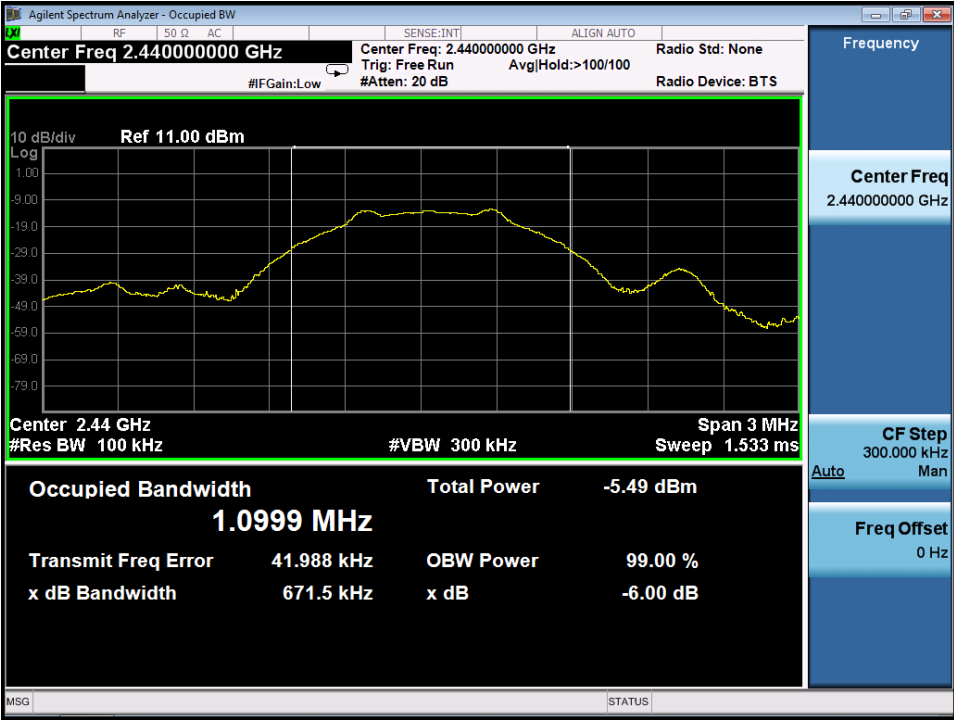 Agilent Spectrum Analyzer - Occupied BW
LXI RF 50 Ω AC SENSE:INT ALIGN AUTO
Center Freq 2.440000000 GHz
Center Freq: 2.440000000 GHz
Radio Std: None
Trig: Free Run
Avg|Hold:>100/100
#IFGain:Low
#Atten: 20 dB
Radio Device: BTS
10 dB/div
Ref 11.00 dBm
Log
1.00
-9.00
-19.0
-29.0
-39.0
-49.0
-59.0
-69.0
-79.0
Center 2.44 GHz
Span 3 MHz
#Res BW 100 kHz
#VBW 300 kHz
Sweep 1.533 ms
Occupied Bandwidth
Total Power -5.49 dBm
1.0999 MHz
Transmit Freq Error 41.988 kHz
OBW Power 99.00 %
x dB Bandwidth 671.5 kHz
x dB -6.00 dB
Frequency
Center Freq
2.440000000 GHz
CF Step
300.000 kHz
Auto Man
Freq Offset
0 Hz
MSG
STATUS